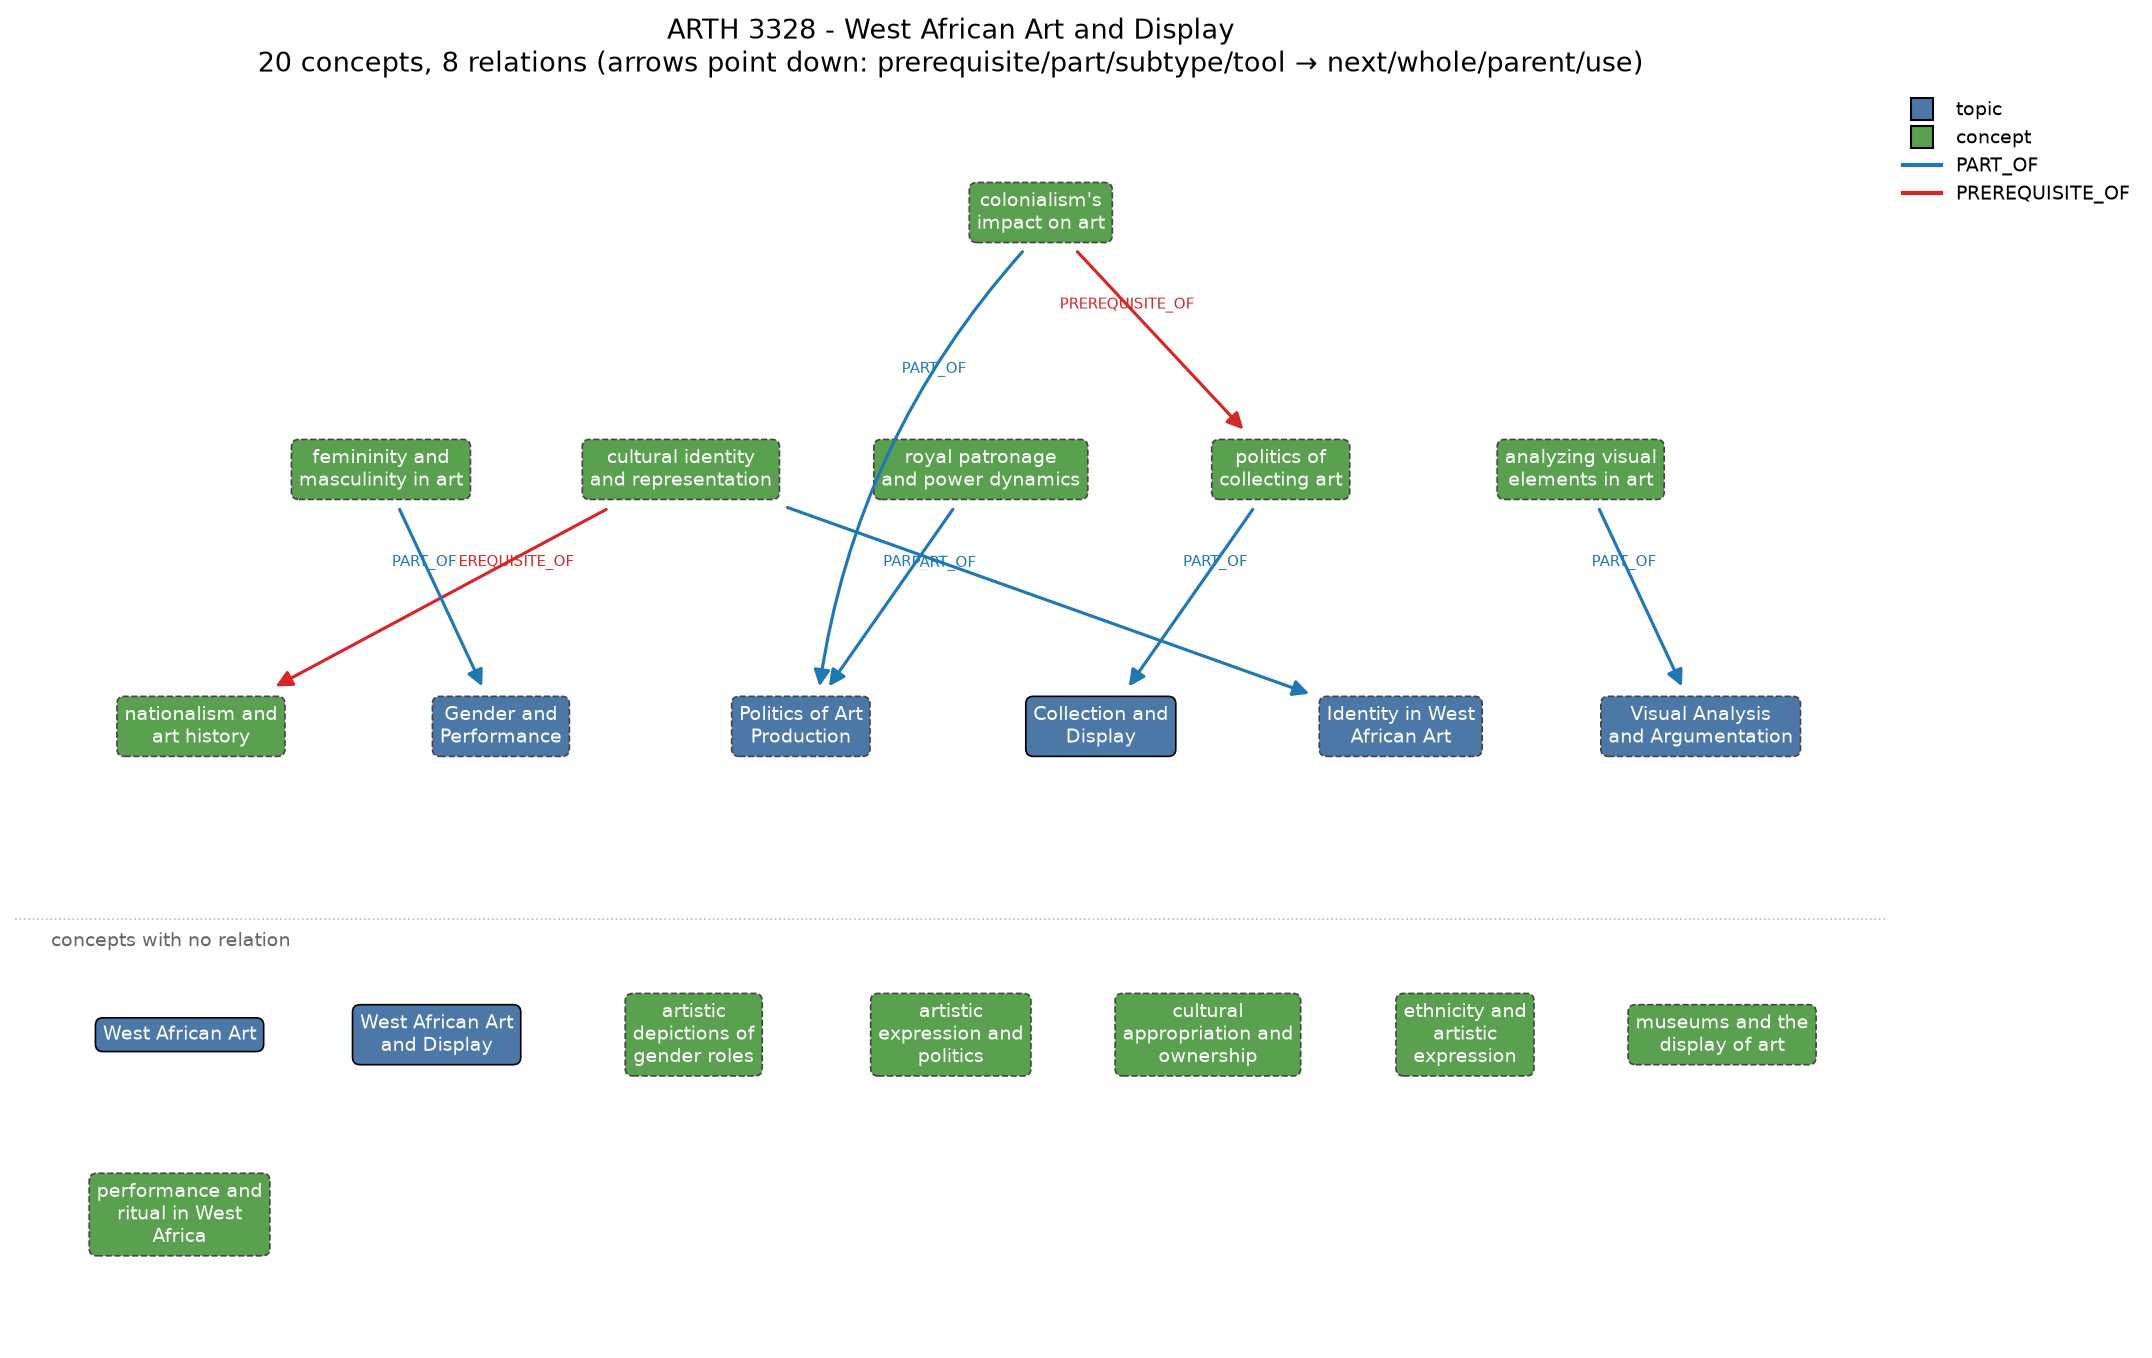 ARTH 3328 - West African Art and Display
20 concepts, 8 relations (arrows point down: prerequisite/part/subtype/tool → next/whole/parent/use)
topic
concept
PART_OF
PREREQUISITE_OF
colonialism's
impact on art
PREREQUISITE_OF
PART_OF
femininity and
masculinity in art
cultural identity
and representation
royal patronage
and power dynamics
politics of
collecting art
analyzing visual
elements in art
PART_OF
EREQUISITE_OF
PAR
PART_OF
PART_OF
PART_OF
nationalism and
art history
Gender and
Performance
Politics of Art
Production
Collection and
Display
Identity in West
African Art
Visual Analysis
and Argumentation
concepts with no relation
West African Art
West African Art
and Display
artistic
depictions of
gender roles
artistic
expression and
politics
cultural
appropriation and
ownership
ethnicity and
artistic
expression
museums and the
display of art
performance and
ritual in West
Africa